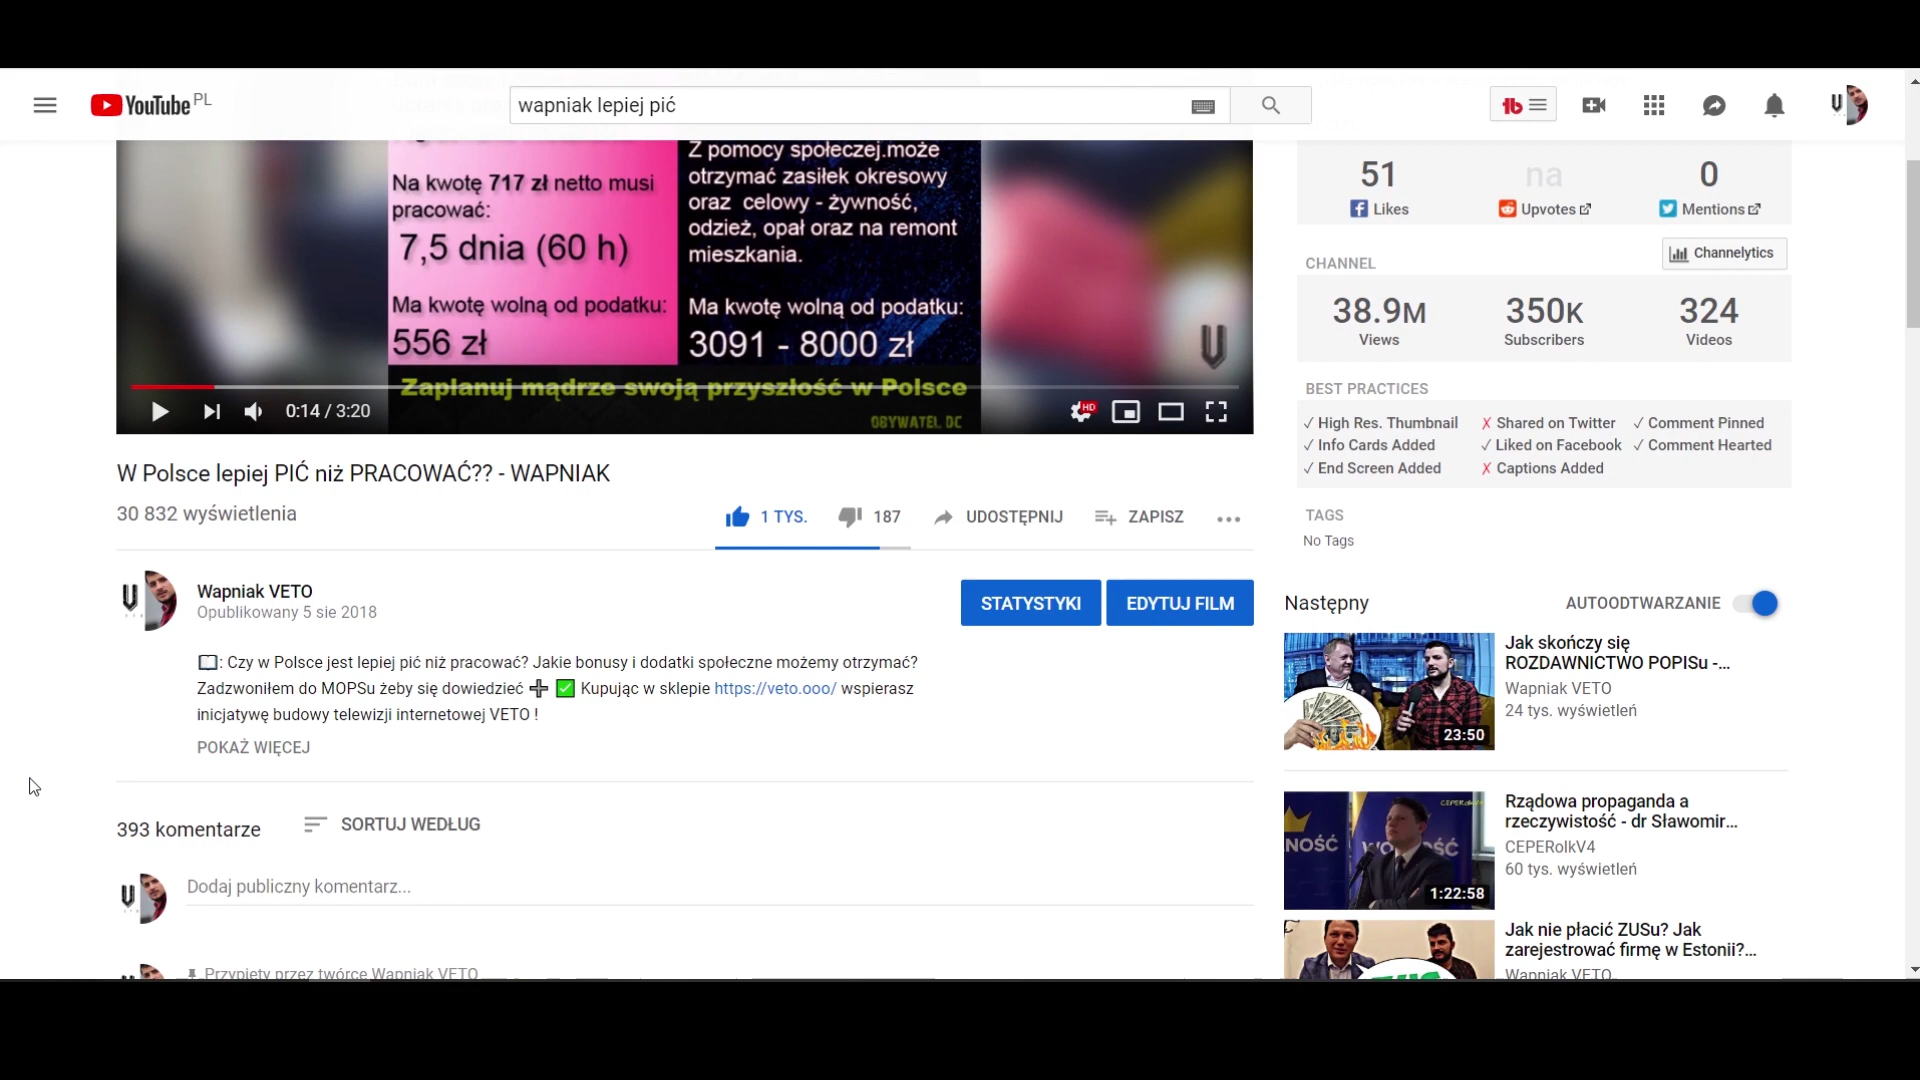 YouTube PL
wapniak lepiej pić
Na kwotę 717 zł netto musi
pracować:
7,5 dnia (60 h)
Ma kwotę wolną od podatku:
556 zł
Z pomocy społeczej.może
otrzymać zasiłek okresowy
oraz celowy - żywność,
odzież, opał oraz na remont
mieszkania.
Ma kwotę wolną od podatku:
3091 - 8000 zł
Zaplanuj mądrze swoją przyszłość w Polsce
OBYWATEL DC
0:14 / 3:20
HD
W Polsce lepiej PIĆ niż PRACOWAĆ?? - WAPNIAK
30 832 wyświetlenia
1 TYS.
187
UDOSTĘPNIJ
ZAPISZ
Wapniak VETO
Opublikowany 5 sie 2018
STATYSTYKI
EDYTUJ FILM
📖: Czy w Polsce jest lepiej pić niż pracować? Jakie bonusy i dodatki społeczne możemy otrzymać?
Zadzwoniłem do MOPSu żeby się dowiedzieć ➕ ✅ Kupując w sklepie https://veto.ooo/ wspierasz
inicjatywę budowy telewizji internetowej VETO !
POKAŻ WIĘCEJ
393 komentarze
SORTUJ WEDŁUG
Dodaj publiczny komentarz...
Przypięty przez twórcę Wapniak VETO
51 na 0
Likes Upvotes Mentions
CHANNEL
Channelytics
38.9M 350K 324
Views Subscribers Videos
BEST PRACTICES
✓ High Res. Thumbnail ✗ Shared on Twitter ✓ Comment Pinned
✓ Info Cards Added ✓ Liked on Facebook ✓ Comment Hearted
✓ End Screen Added ✗ Captions Added
TAGS
No Tags
Następny
AUTOODTWARZANIE
23:50
Jak skończyć się
ROZDAWNICTWO POPISu -...
Wapniak VETO
24 tys. wyświetleń
1:22:58
Rządowa propaganda a
rzeczywistość - dr Sławomir...
CEPERolkV4
60 tys. wyświetleń
Jak nie płacić ZUSu? Jak
zarejestrować firmę w Estonii?...
Wapniak VETO